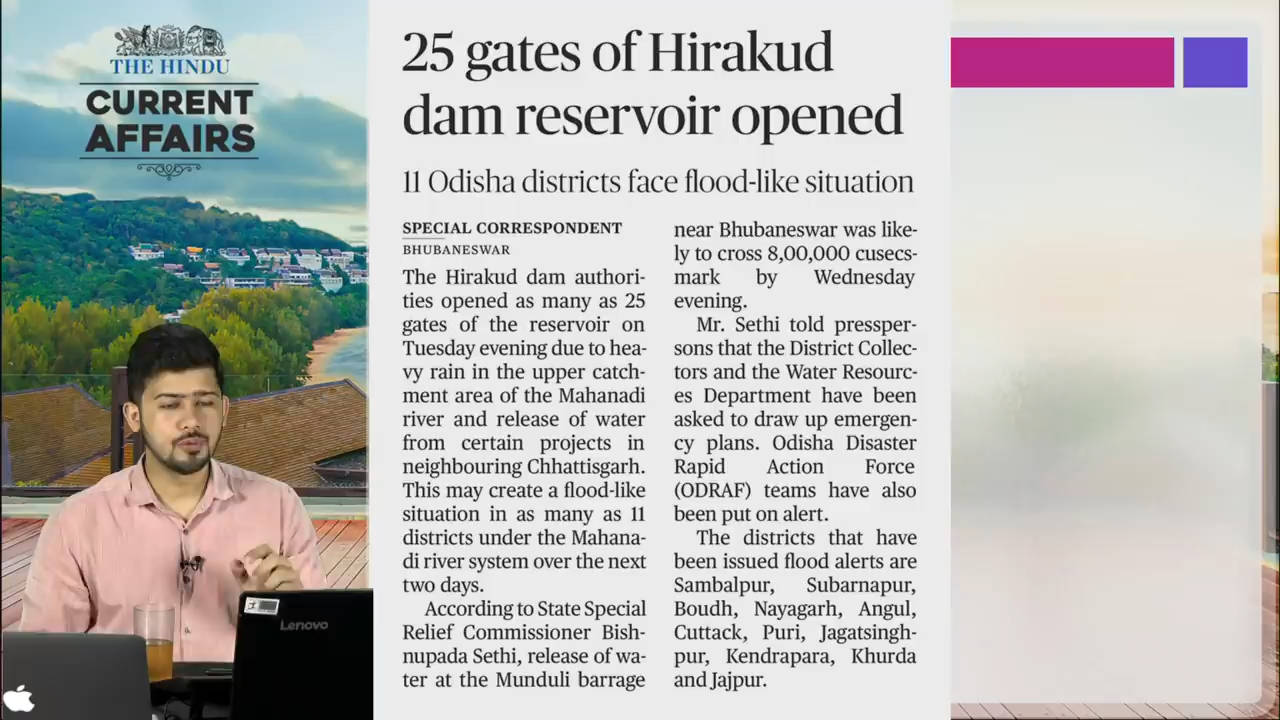 THE HINDU
CURRENT
AFFAIRS
25 gates of Hirakud
dam reservoir opened
11 Odisha districts face flood-like situation
SPECIAL CORRESPONDENT
BHUBANESWAR
The Hirakud dam authori-
ties opened as many as 25
gates of the reservoir on
Tuesday evening due to hea-
vy rain in the upper catch-
ment area of the Mahanadi
river and release of water
from certain projects in
neighbouring Chhattisgarh.
This may create a flood-like
situation in as many as 11
districts under the Mahana-
di river system over the next
two days.
According to State Special
Relief Commissioner Bish-
nupada Sethi, release of wa-
ter at the Munduli barrage
near Bhubaneswar was like-
ly to cross 8,00,000 cusecs-
mark by Wednesday
evening.
Mr. Sethi told pressper-
sons that the District Collec-
tors and the Water Resourc-
es Department have been
asked to draw up emergen-
cy plans. Odisha Disaster
Rapid Action Force
(ODRAF) teams have also
been put on alert.
The districts that have
been issued flood alerts are
Sambalpur, Subarnapur,
Boudh, Nayagarh, Angul,
Cuttack, Puri, Jagatsingh-
pur, Kendrapara, Khurda
and Jajpur.
Lenovo